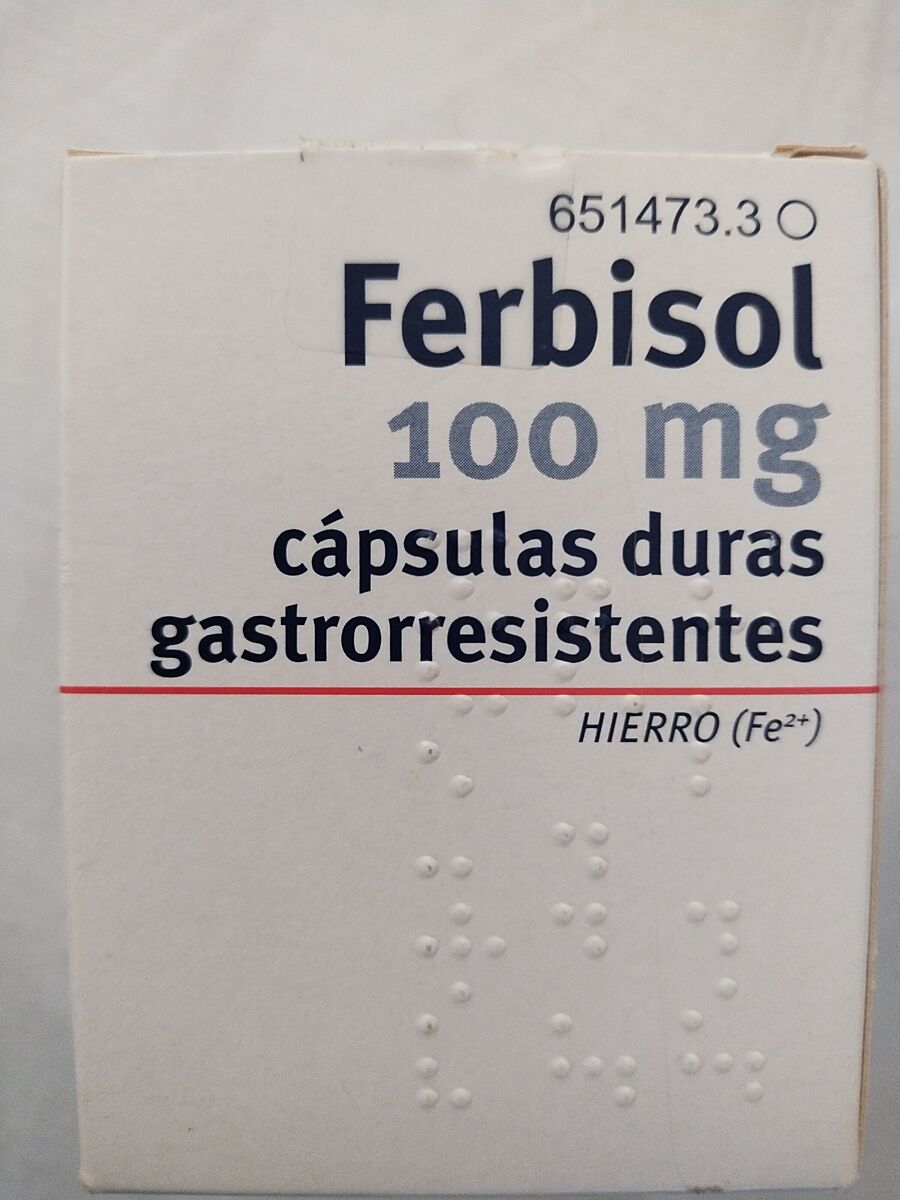 651473.3 O
Ferbisol
100 mg
cápsulas duras
gastrorresistentes
HIERRO (Fe²⁺)